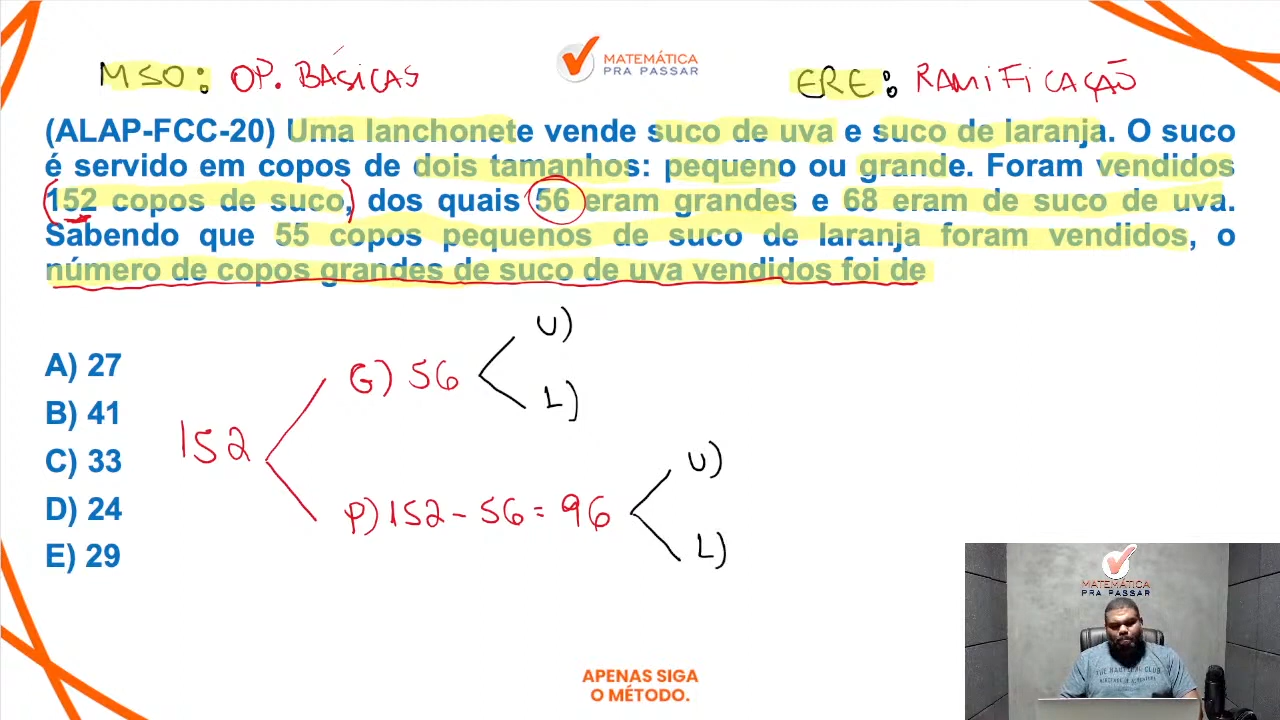 MSO: OP. BÁSICAS
MATEMÁTICA
PRA PASSAR
ERE: RAMIFICAÇÃO
(ALAP-FCC-20) Uma lanchonete vende suco de uva e suco de laranja. O suco
é servido em copos de dois tamanhos: pequeno ou grande. Foram vendidos
152 copos de suco, dos quais 56 eram grandes e 68 eram de suco de uva.
Sabendo que 55 copos pequenos de suco de laranja foram vendidos, o
número de copos grandes de suco de uva vendidos foi de
A) 27
B) 41
C) 33
D) 24
E) 29
U)
G) 56
L)
152
U)
P) 152 - 56 = 96
L)
MATEMÁTICA
PRA PASSAR
APENAS SIGA
O MÉTODO.